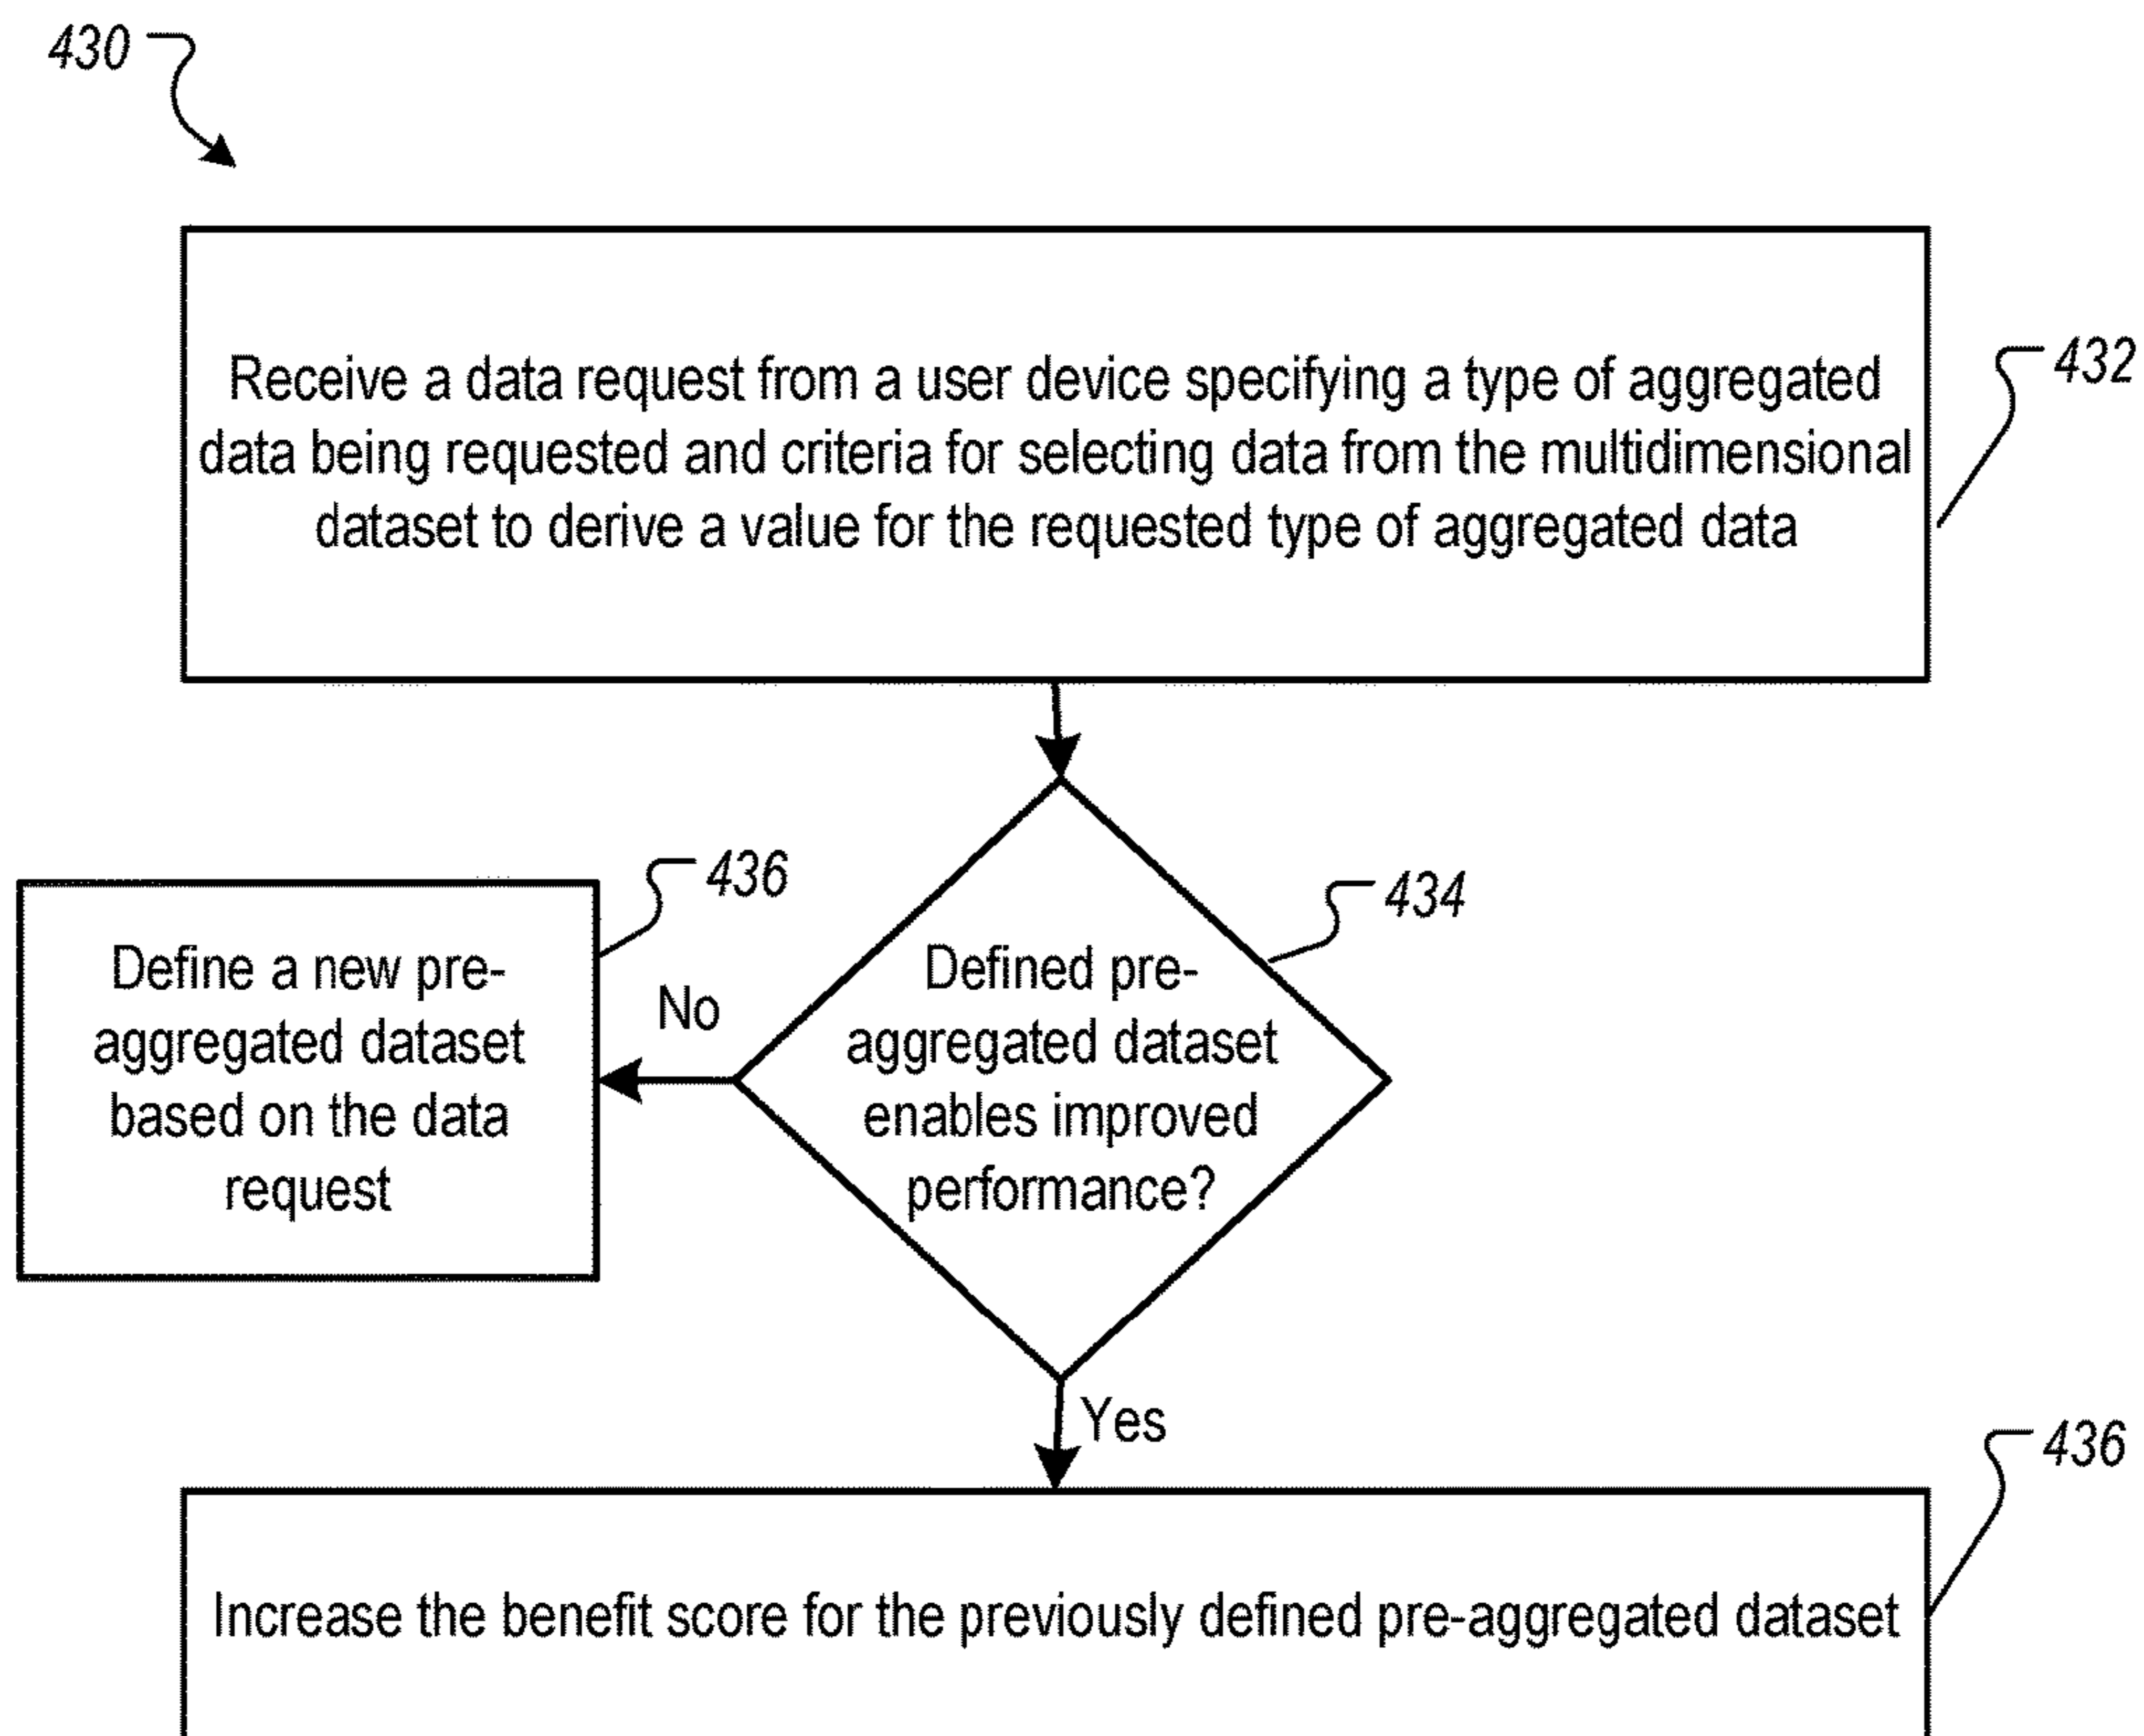 430
Receive a data request from a user device specifying a type of aggregated
data being requested and criteria for selecting data from the multidimensional
dataset to derive a value for the requested type of aggregated data
432
436
Define a new pre-
aggregated dataset
based on the data
request
No
434
Defined pre-
aggregated dataset
enables improved
performance?
Yes
436
Increase the benefit score for the previously defined pre-aggregated dataset